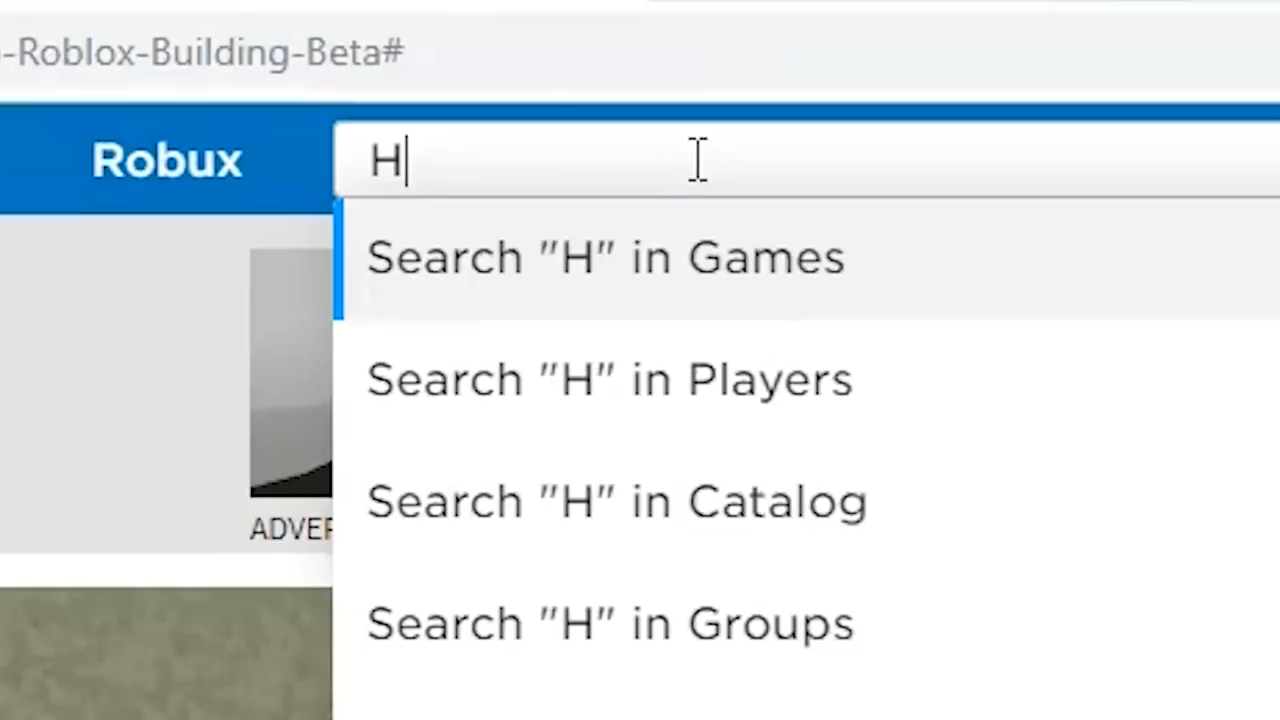 -Roblox-Building-Beta#
Robux
H
Search "H" in Games
Search "H" in Players
Search "H" in Catalog
Search "H" in Groups